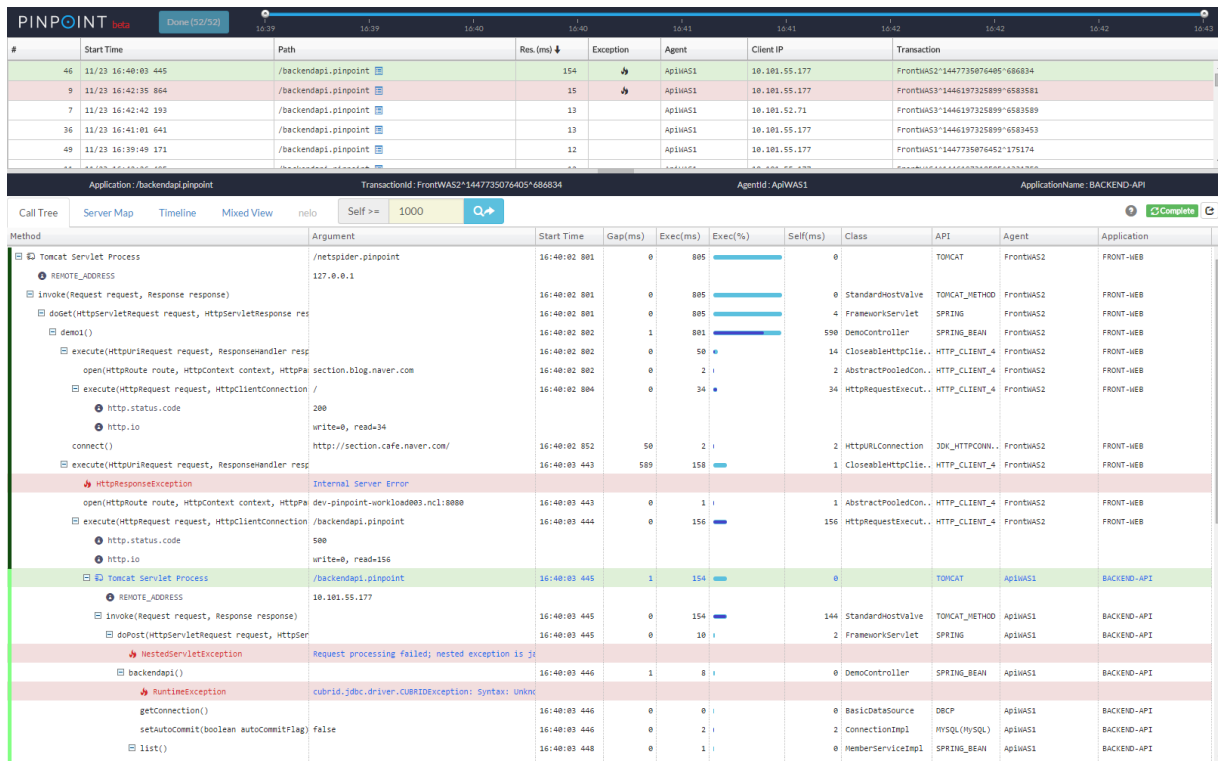 PINPOINT beta Done (52/52) 16:39 16:39 16:40 16:40 16:41 16:41 16:42 16:42 16:42 16:43
# Start Time Path Res. (ms) Exception Agent Client IP Transaction
46 11/23 16:40:03 445 /backendapi.pinpoint 154 ApiWAS1 10.101.55.177 FrontWAS2^1447735076405^686834
9 11/23 16:42:35 864 /backendapi.pinpoint 15 ApiWAS1 10.101.55.177 FrontWAS3^1446197325899^6583581
7 11/23 16:42:42 193 /backendapi.pinpoint 13 ApiWAS1 10.101.52.71 FrontWAS3^1446197325899^6583589
36 11/23 16:41:01 641 /backendapi.pinpoint 13 ApiWAS1 10.101.55.177 FrontWAS3^1446197325899^6583453
49 11/23 16:39:49 171 /backendapi.pinpoint 12 ApiWAS1 10.101.55.177 FrontWAS1^1447735076452^175174
Application : /backendapi.pinpoint TransactionId : FrontWAS2^1447735076405^686834 AgentId : ApiWAS1 ApplicationName : BACKEND-API
Call Tree Server Map Timeline Mixed View nelo Self >= 1000 Complete
Method Argument Start Time Gap(ms) Exec(ms) Exec(%) Self(ms) Class API Agent Application
Tomcat Servlet Process /netspider.pinpoint 16:40:02 801 0 805 0 TOMCAT FrontWAS2 FRONT-WEB
REMOTE_ADDRESS 127.0.0.1
invoke(Request request, Response response) 16:40:02 801 0 805 0 StandardHostValve TOMCAT_METHOD FrontWAS2 FRONT-WEB
doGet(HttpServletRequest request, HttpServletResponse res 16:40:02 801 0 805 4 FrameworkServlet SPRING FrontWAS2 FRONT-WEB
demo1() 16:40:02 802 1 801 590 DemoController SPRING_BEAN FrontWAS2 FRONT-WEB
execute(HttpUriRequest request, ResponseHandler resp 16:40:02 802 0 50 14 CloseableHttpClie.. HTTP_CLIENT_4 FrontWAS2 FRONT-WEB
open(HttpRoute route, HttpContext context, HttpPa section.blog.naver.com 16:40:02 802 0 2 2 AbstractPooledCon.. HTTP_CLIENT_4 FrontWAS2 FRONT-WEB
execute(HttpRequest request, HttpClientConnection / 16:40:02 804 0 34 34 HttpRequestExecut.. HTTP_CLIENT_4 FrontWAS2 FRONT-WEB
http.status.code 200
http.io write=0, read=34
connect() http://section.cafe.naver.com/ 16:40:02 852 50 2 2 HttpURLConnection JDK_HTTPCONN.. FrontWAS2 FRONT-WEB
execute(HttpUriRequest request, ResponseHandler resp 16:40:03 443 589 158 1 CloseableHttpClie.. HTTP_CLIENT_4 FrontWAS2 FRONT-WEB
HttpResponseException Internal Server Error
open(HttpRoute route, HttpContext context, HttpPa dev-pinpoint-workload003.ncl:8080 16:40:03 443 0 1 1 AbstractPooledCon.. HTTP_CLIENT_4 FrontWAS2 FRONT-WEB
execute(HttpRequest request, HttpClientConnection /backendapi.pinpoint 16:40:03 444 0 156 156 HttpRequestExecut.. HTTP_CLIENT_4 FrontWAS2 FRONT-WEB
http.status.code 500
http.io write=0, read=156
Tomcat Servlet Process /backendapi.pinpoint 16:40:03 445 1 154 0 TOMCAT ApiWAS1 BACKEND-API
REMOTE_ADDRESS 10.101.55.177
invoke(Request request, Response response) 16:40:03 445 0 154 144 StandardHostValve TOMCAT_METHOD ApiWAS1 BACKEND-API
doPost(HttpServletRequest request, HttpSer 16:40:03 445 0 10 2 FrameworkServlet SPRING ApiWAS1 BACKEND-API
NestedServletException Request processing failed; nested exception is ja
backendapi() 16:40:03 446 1 8 0 DemoController SPRING_BEAN ApiWAS1 BACKEND-API
RuntimeException cubrid.jdbc.driver.CUBRIDException: Syntax: Unkno
getConnection() 16:40:03 446 0 0 0 BasicDataSource DBCP ApiWAS1 BACKEND-API
setAutoCommit(boolean autoCommitFlag) false 16:40:03 446 0 2 2 ConnectionImpl MYSQL(MySQL) ApiWAS1 BACKEND-API
list() 16:40:03 448 0 1 0 MemberServiceImpl SPRING_BEAN ApiWAS1 BACKEND-API